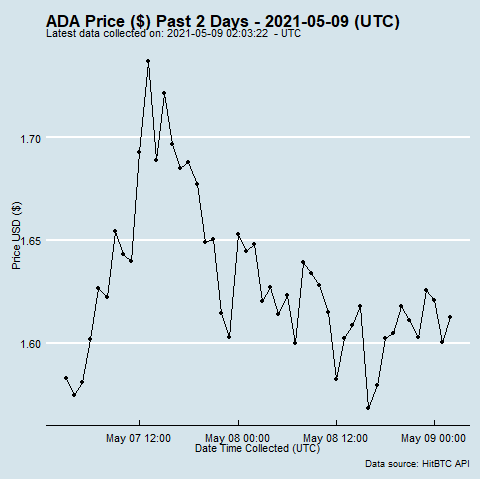 ADA Price ($) Past 2 Days - 2021-05-09 (UTC)
Latest data collected on: 2021-05-09 02:03:22  - UTC
1.70
1.65
1.60
Price USD ($)
May 07 12:00
May 08 00:00
May 08 12:00
May 09 00:00
Date Time Collected (UTC)
Data source: HitBTC API